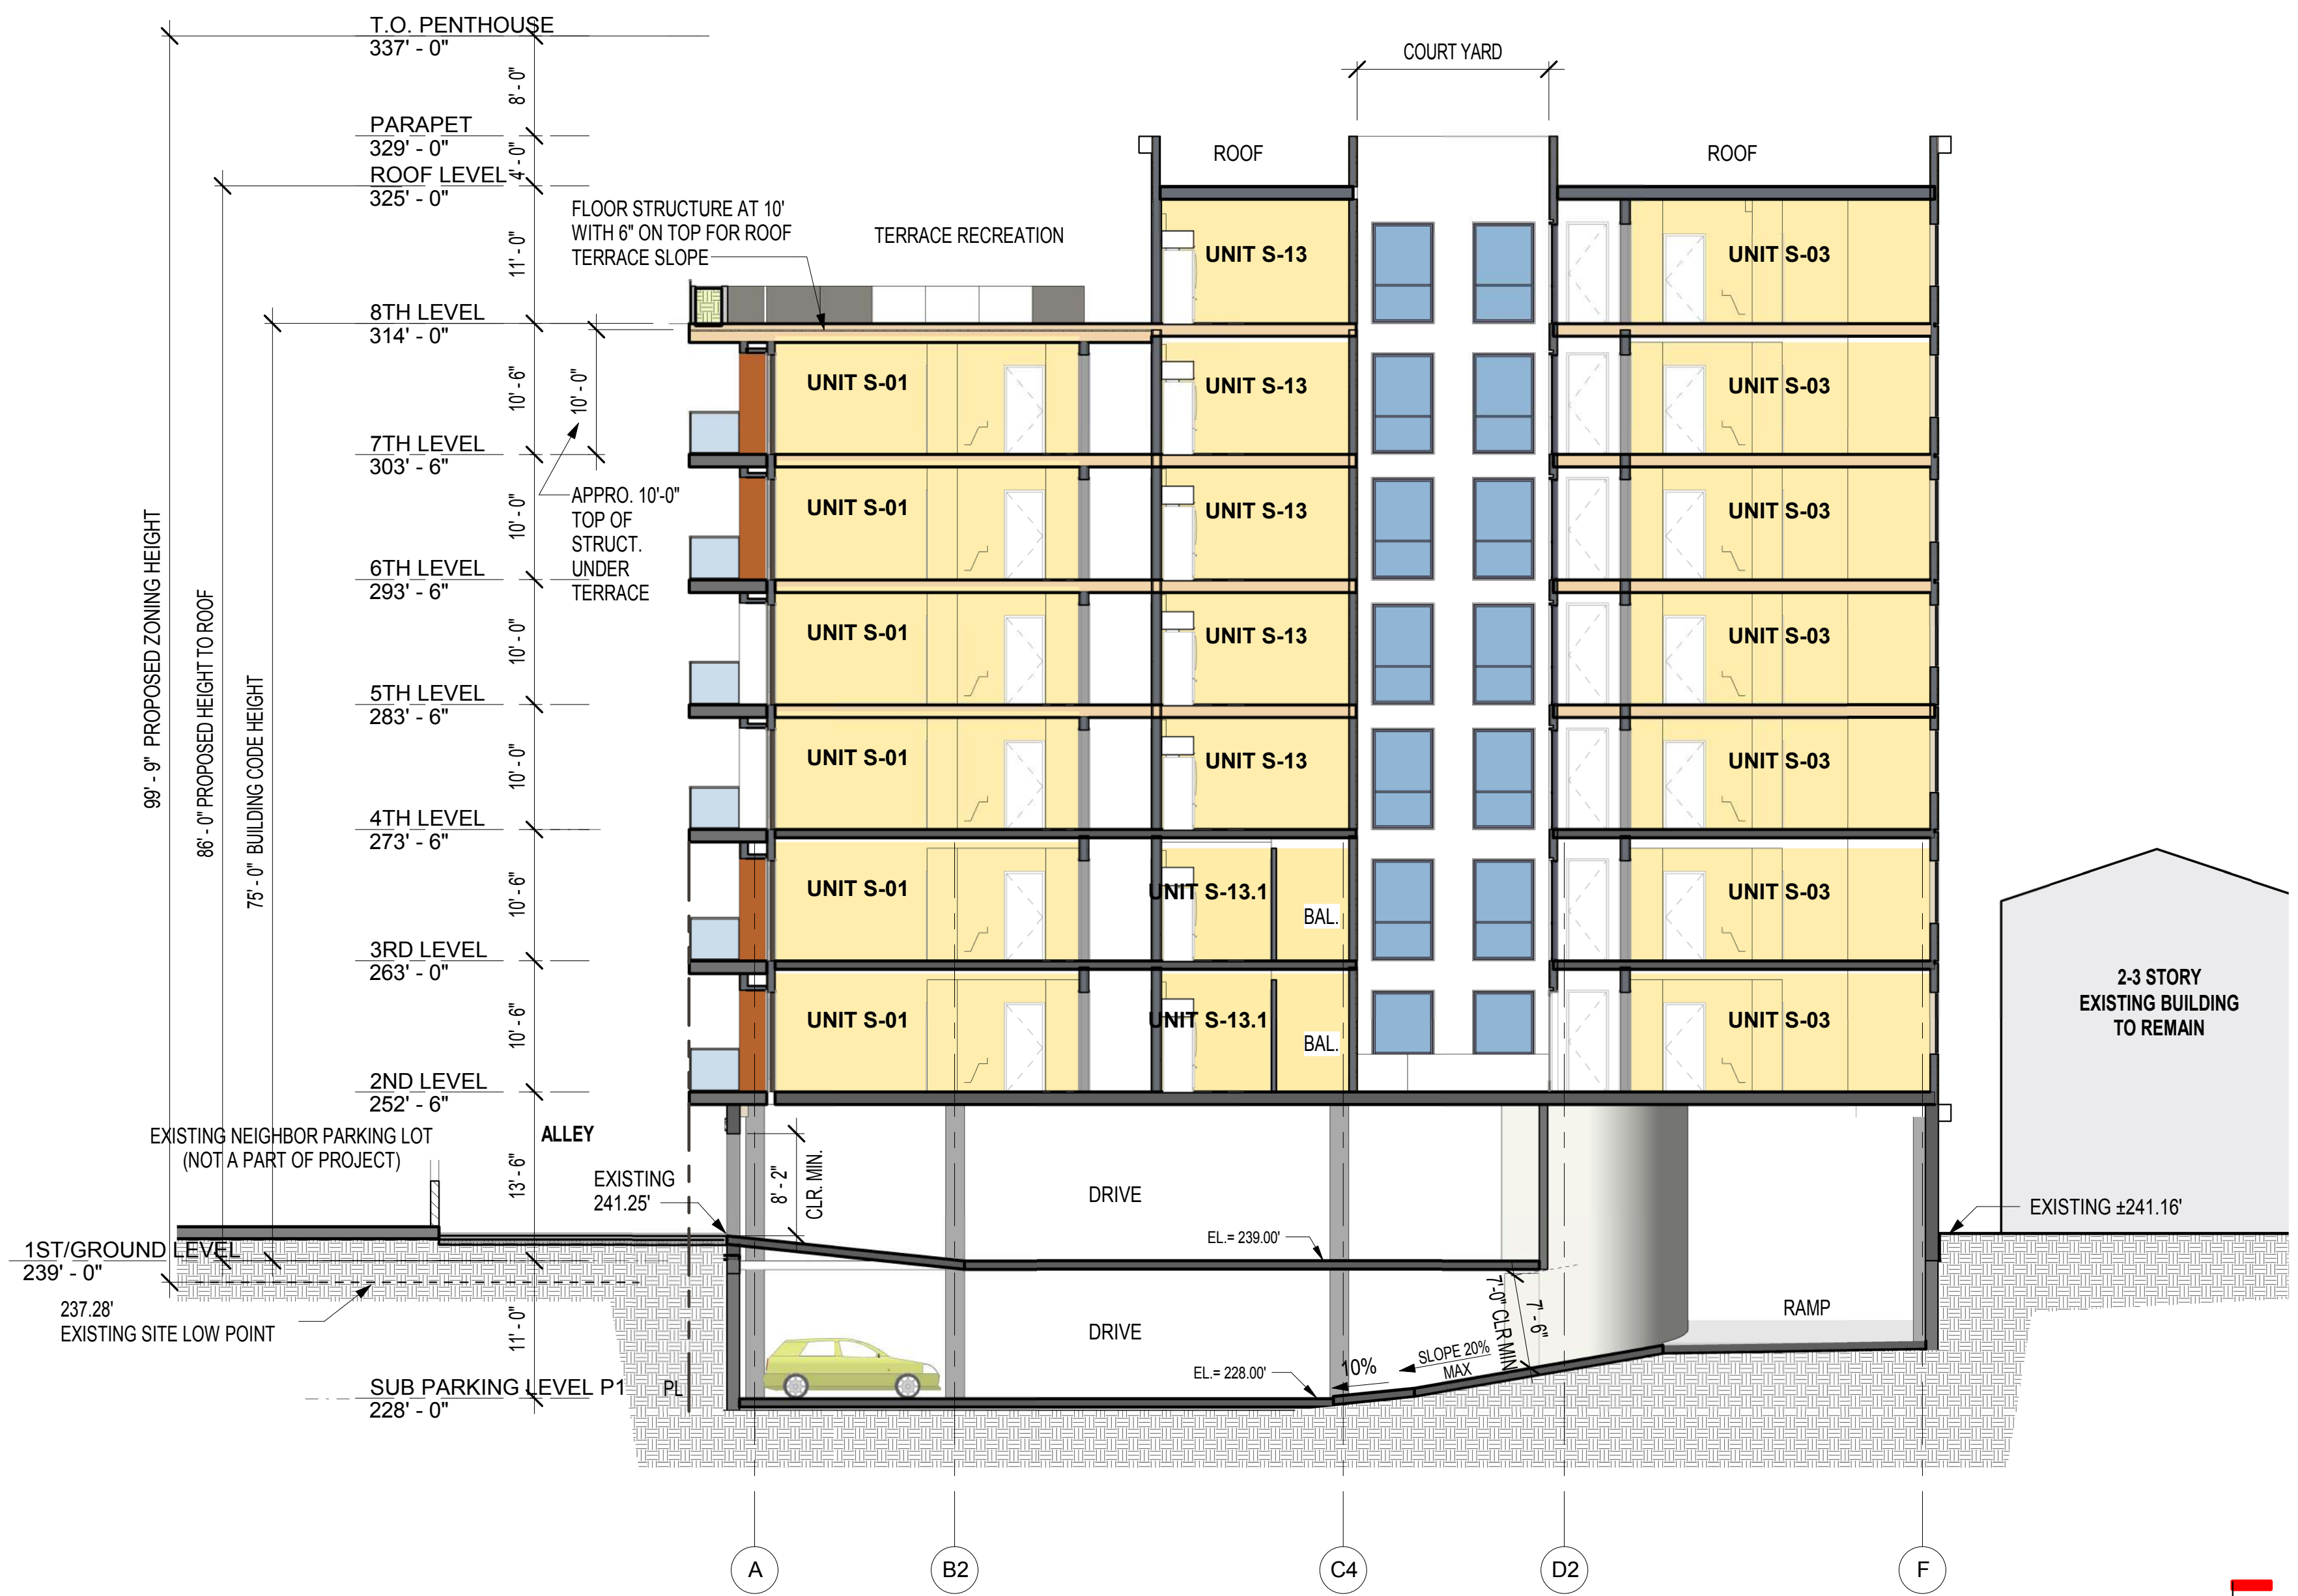 T.O. PENTHOUSE
337' - 0"
8' - 0"
PARAPET
329' - 0"
4' - 0"
ROOF LEVEL
325' - 0"
11' - 0"
8TH LEVEL
314' - 0"
10' - 6"
10' - 0"
7TH LEVEL
303' - 6"
10' - 0"
6TH LEVEL
293' - 6"
10' - 0"
5TH LEVEL
283' - 6"
10' - 0"
4TH LEVEL
273' - 6"
10' - 6"
3RD LEVEL
263' - 0"
10' - 6"
2ND LEVEL
252' - 6"
13' - 6"
1ST/GROUND LEVEL
239' - 0"
11' - 0"
SUB PARKING LEVEL P1
228' - 0"
99' - 9" PROPOSED ZONING HEIGHT
86' - 0" PROPOSED HEIGHT TO ROOF
75' - 0" BUILDING CODE HEIGHT
FLOOR STRUCTURE AT 10'
WITH 6" ON TOP FOR ROOF
TERRACE SLOPE
APPRO. 10'-0"
TOP OF
STRUCT.
UNDER
TERRACE
TERRACE RECREATION
COURT YARD
ROOF
ROOF
UNIT S-13
UNIT S-03
UNIT S-01
UNIT S-13
UNIT S-03
UNIT S-01
UNIT S-13
UNIT S-03
UNIT S-01
UNIT S-13
UNIT S-03
UNIT S-01
UNIT S-13
UNIT S-03
UNIT S-01
UNIT S-13.1
BAL.
UNIT S-03
UNIT S-01
UNIT S-13.1
BAL.
UNIT S-03
2-3 STORY
EXISTING BUILDING
TO REMAIN
EXISTING NEIGHBOR PARKING LOT
(NOT A PART OF PROJECT)
ALLEY
EXISTING
241.25'
8' - 2"
CLR. MIN.
DRIVE
EL.= 239.00'
EXISTING ±241.16'
237.28'
EXISTING SITE LOW POINT
PL
DRIVE
EL.= 228.00'
10%
SLOPE 20%
MAX
7'-0" CLR MIN
7' - 6"
RAMP
A
B2
C4
D2
F